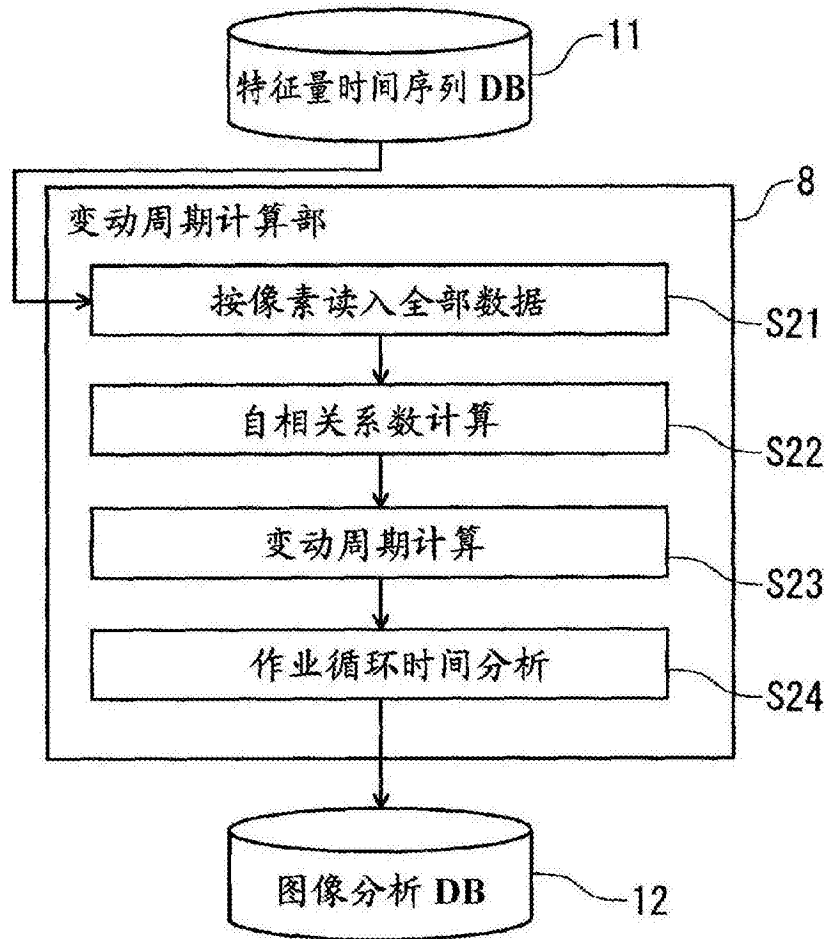 特征量时间序列 DB
11
8
变动周期计算部
按像素读入全部数据
S21
自相关系数计算
S22
变动周期计算
S23
作业循环时间分析
S24
图像分析 DB
12